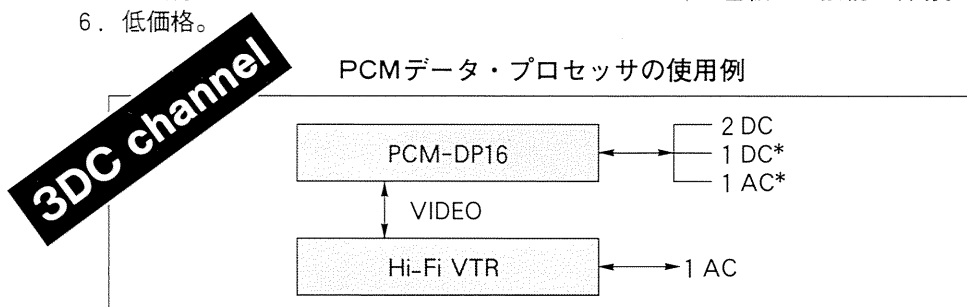 6．低価格。
3DC channel
PCMデータ・プロセッサの使用例
PCM-DP16
2 DC
1 DC*
1 AC*
VIDEO
Hi-Fi VTR
1 AC